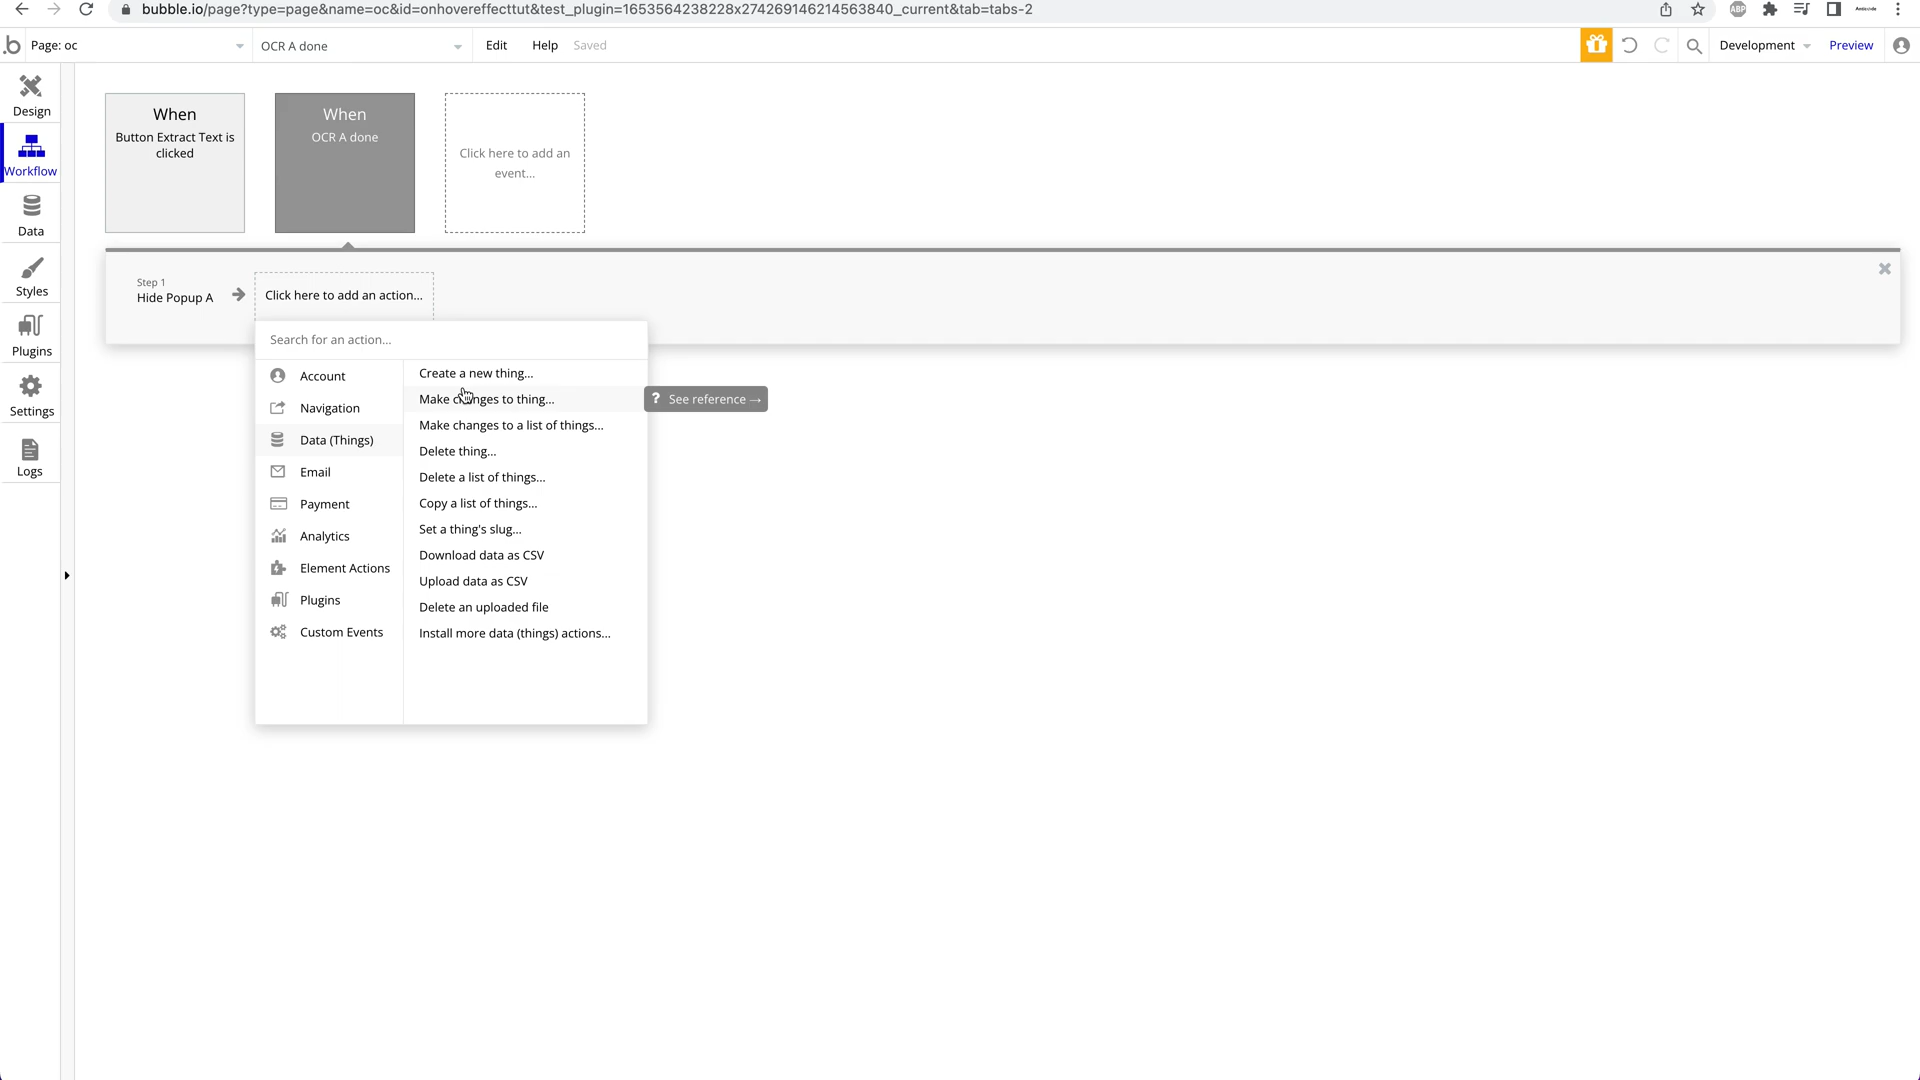 bubble.io/page?type=page&name=oc&id=onhovereffecttut&test_plugin=1653564238228x274269146214563840_current&tab=tabs-2
ABP
.b Page: oc
OCR A done
Edit
Help
Saved
Development
Preview
Design
Workflow
Data
Styles
Plugins
Settings
Logs
When
Button Extract Text is
clicked
When
OCR A done
Click here to add an
event...
Step 1
Hide Popup A
Click here to add an action...
Search for an action...
Account
Navigation
Data (Things)
Email
Payment
Analytics
Element Actions
Plugins
Custom Events
Create a new thing...
Make changes to thing...
Make changes to a list of things...
Delete thing...
Delete a list of things...
Copy a list of things...
Set a thing's slug...
Download data as CSV
Upload data as CSV
Delete an uploaded file
Install more data (things) actions...
? See reference →